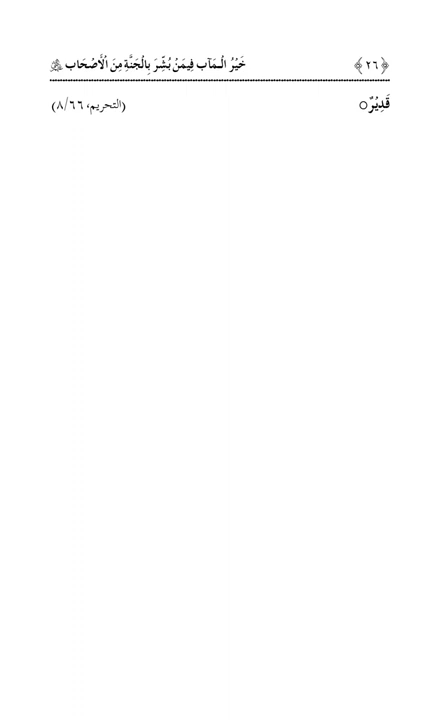 ﴿٢٦﴾ خَيْرُ الْمَآب فِيمَنْ بُشِّرَ بِالْجَنَّةِ مِنَ الْأَصْحَاب ﷺ
قَدِيْرٌ○ (التحريم، ٦٦/٨)